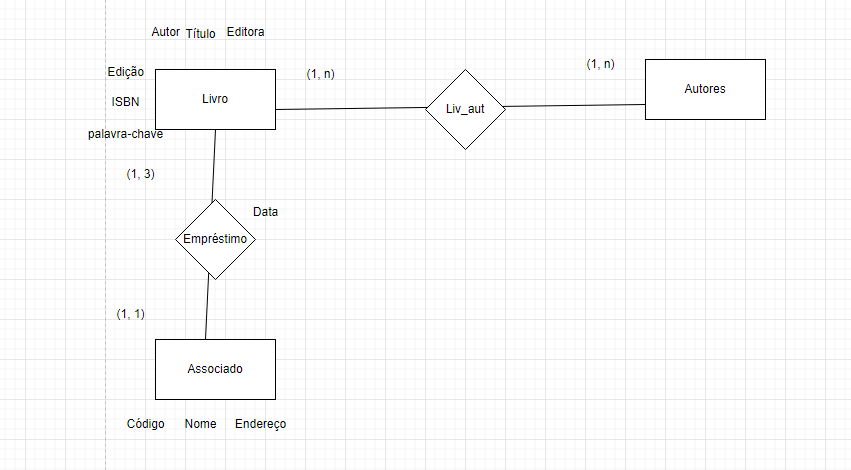 Autor Título Editora
Edição
(1, n)
(1, n)
ISBN
Livro
Liv_aut
Autores
palavra-chave
(1, 3)
Data
Empréstimo
(1, 1)
Associado
Código Nome Endereço